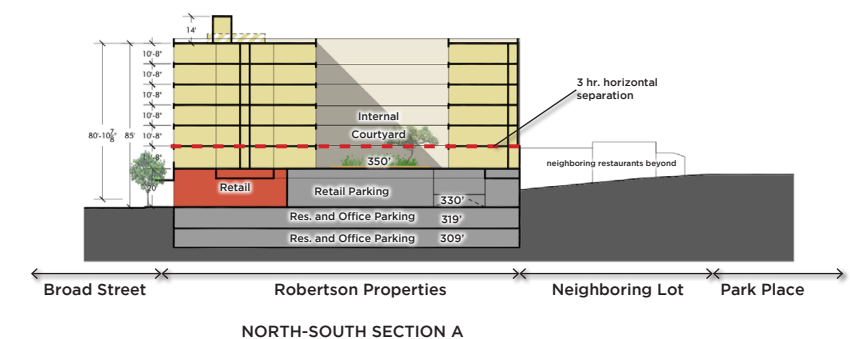 14'
10'-8"
10'-8"
10'-8"
10'-8"
10'-8"
80'-10 7/8"
85'
20'
Internal
Courtyard
350'
3 hr. horizontal
separation
neighboring restaurants beyond
Retail
Retail Parking
330'
Res. and Office Parking 319'
Res. and Office Parking 309'
Broad Street
Robertson Properties
Neighboring Lot
Park Place
NORTH-SOUTH SECTION A